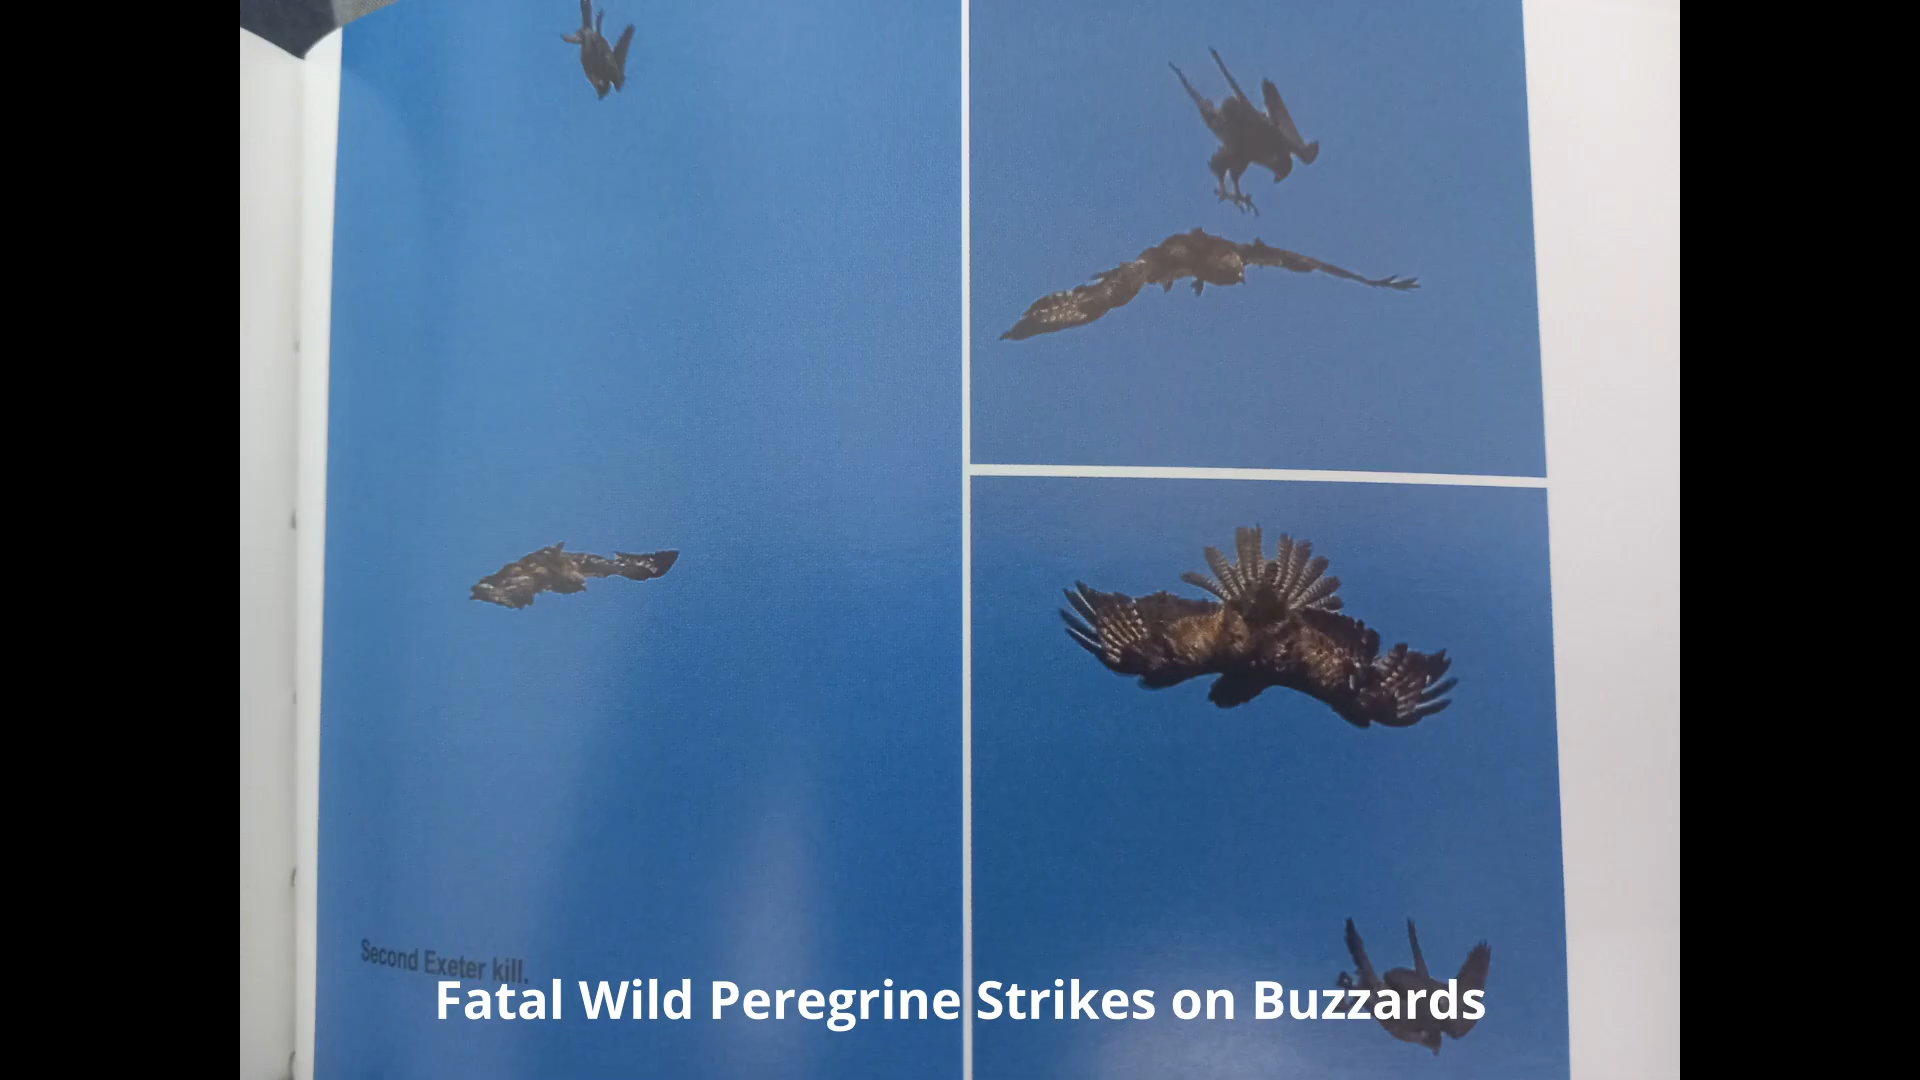 Second Exeter kill.
Fatal Wild Peregrine Strikes on Buzzards